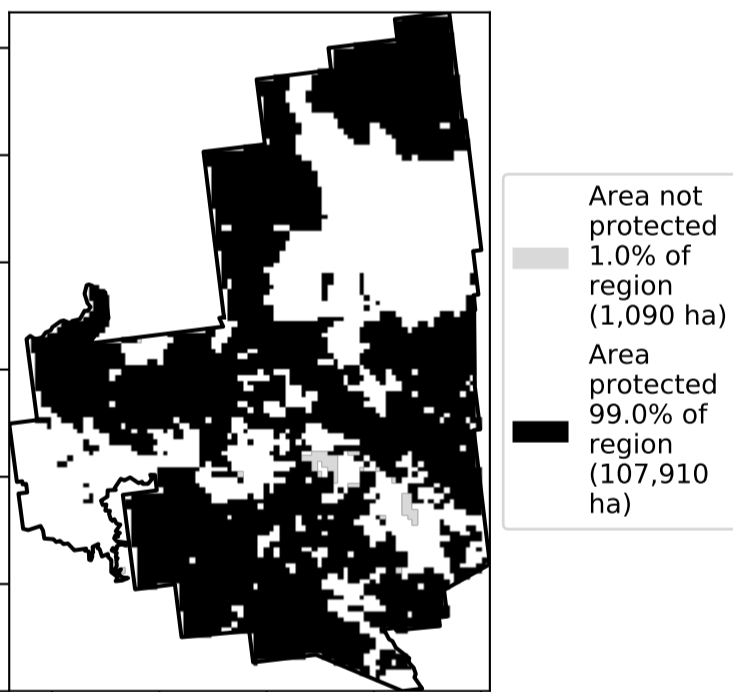 Area not
protected
1.0% of
region
(1,090 ha)
Area
protected
99.0% of
region
(107,910
ha)